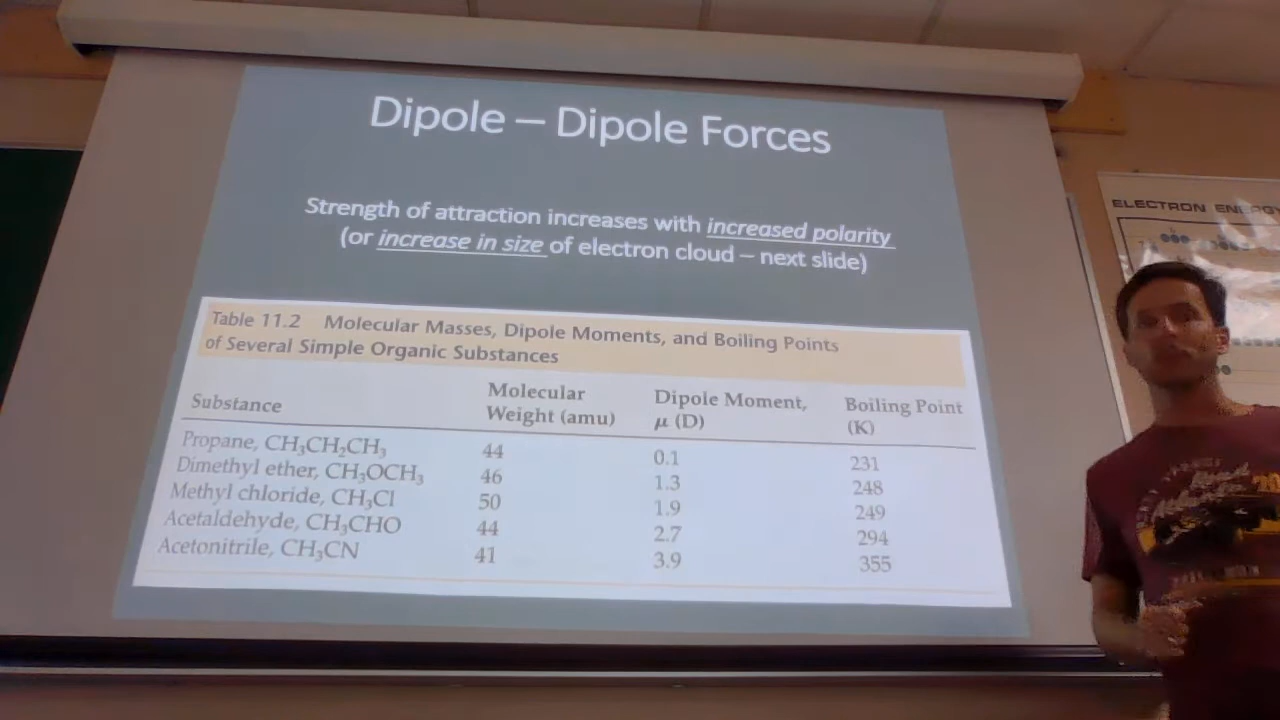 Dipole – Dipole Forces
Strength of attraction increases with increased polarity
(or increase in size of electron cloud – next slide)
Table 11.2 Molecular Masses, Dipole Moments, and Boiling Points
of Several Simple Organic Substances
Substance Molecular Weight (amu) Dipole Moment, μ (D) Boiling Point (K)
Propane, CH₃CH₂CH₃ 44 0.1 231
Dimethyl ether, CH₃OCH₃ 46 1.3 248
Methyl chloride, CH₃Cl 50 1.9 249
Acetaldehyde, CH₃CHO 44 2.7 294
Acetonitrile, CH₃CN 41 3.9 355
ELECTRON